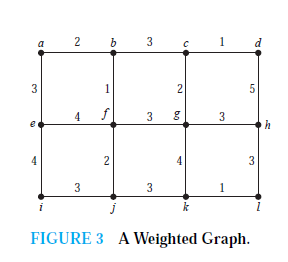 a 2 b 3 c 1 d
3 1 2 5
e 4 f 3 g 3 h
4 2 4 3
3 3 1
i j k l
FIGURE 3 A Weighted Graph.